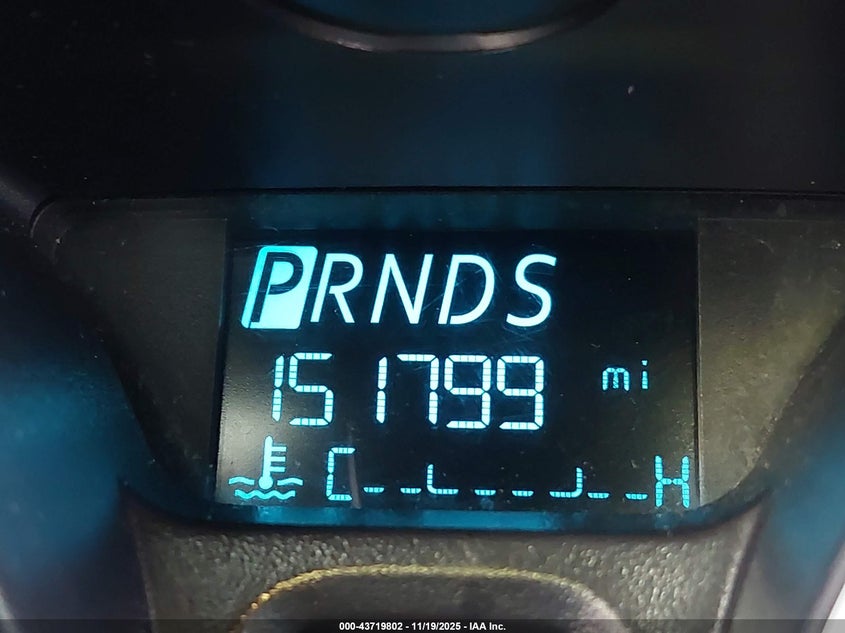 PRNDS
151799 mi
C H
000-43719802 - 11/19/2025 - IAA Inc.